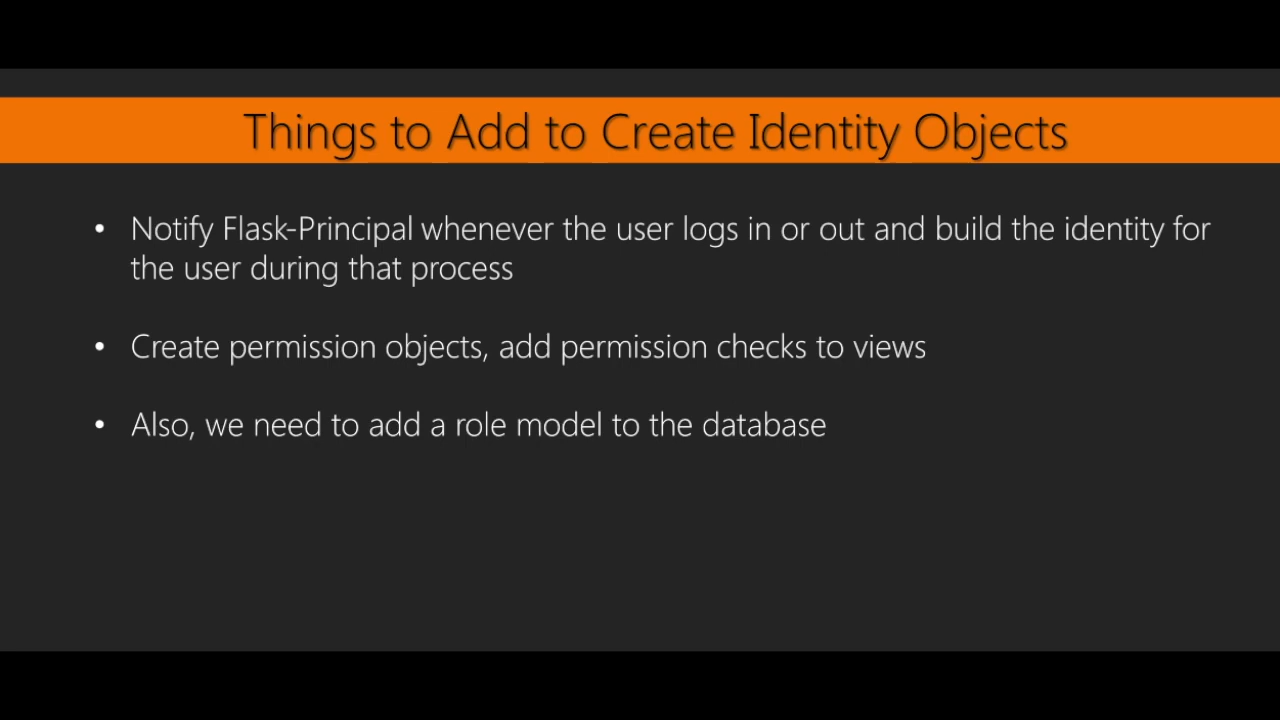 Things to Add to Create Identity Objects
• Notify Flask-Principal whenever the user logs in or out and build the identity for
the user during that process
• Create permission objects, add permission checks to views
• Also, we need to add a role model to the database